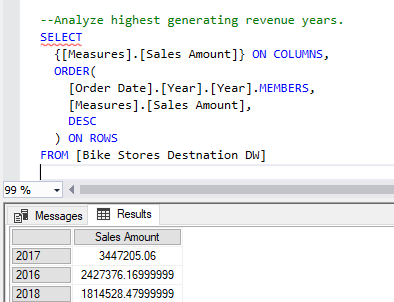 --Analyze highest generating revenue years.
SELECT
{[Measures].[Sales Amount]} ON COLUMNS,
ORDER(
[Order Date].[Year].[Year].MEMBERS,
[Measures].[Sales Amount],
DESC
) ON ROWS
FROM [Bike Stores Destnation DW]
99 %
Messages Results
Sales Amount
2017 3447205.06
2016 2427376.16999999
2018 1814528.47999999